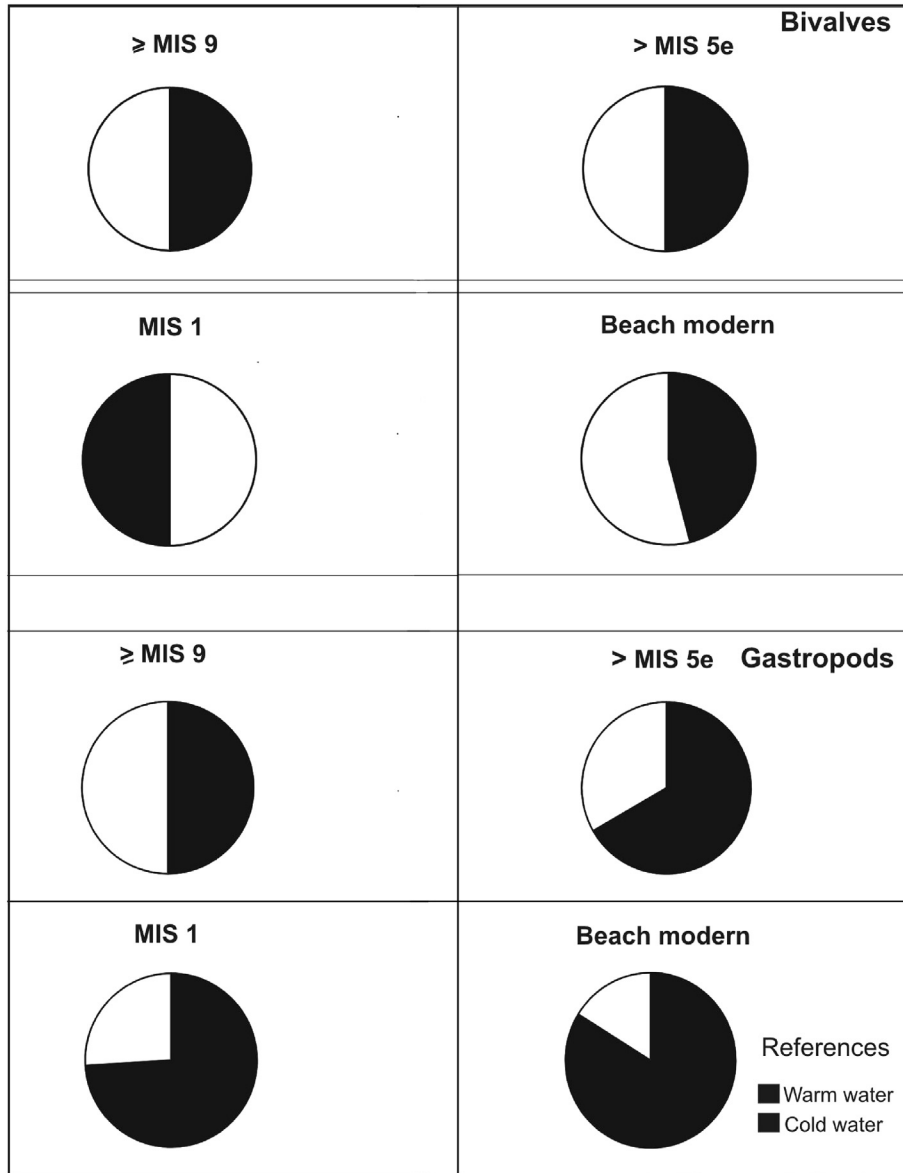 Bivalves
⩾ MIS 9
> MIS 5e
MIS 1
Beach modern
⩾ MIS 9
> MIS 5e
Gastropods
MIS 1
Beach modern
References
Warm water
Cold water